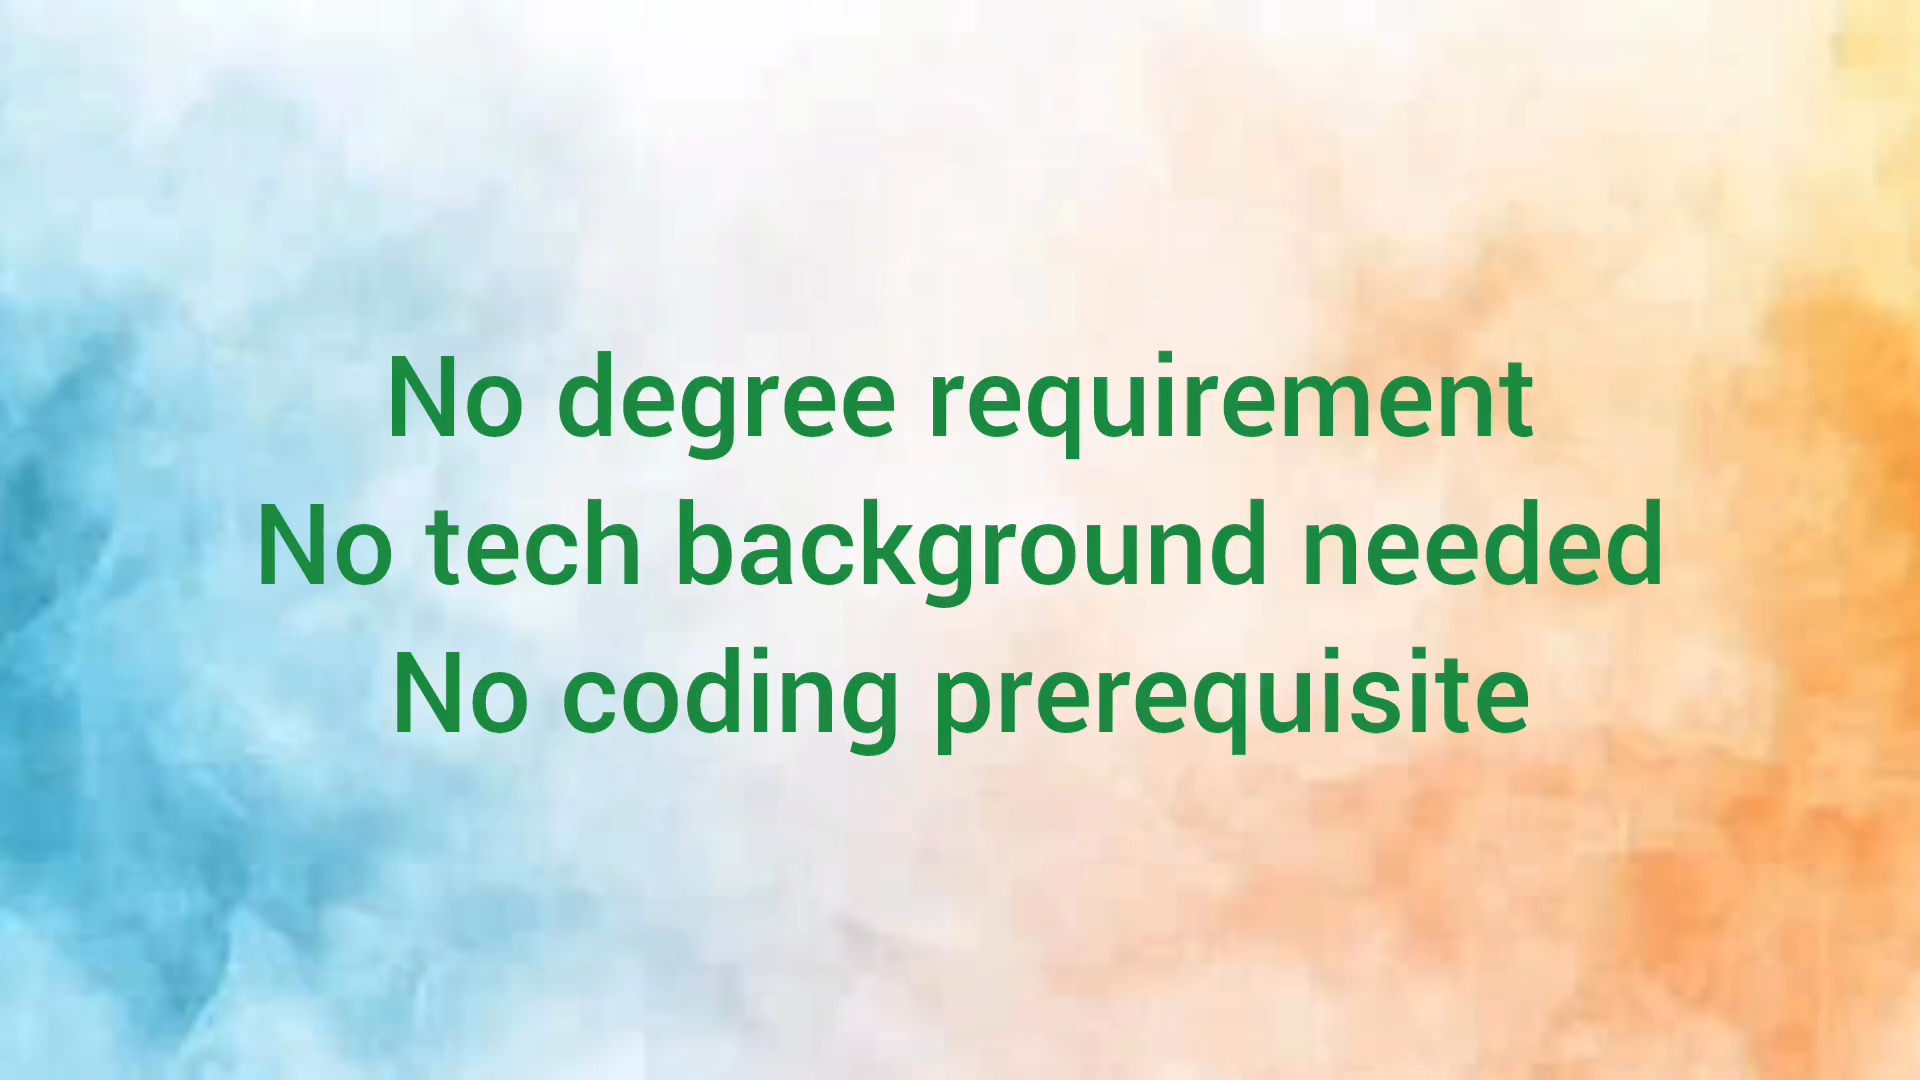 No degree requirement
No tech background needed
No coding prerequisite